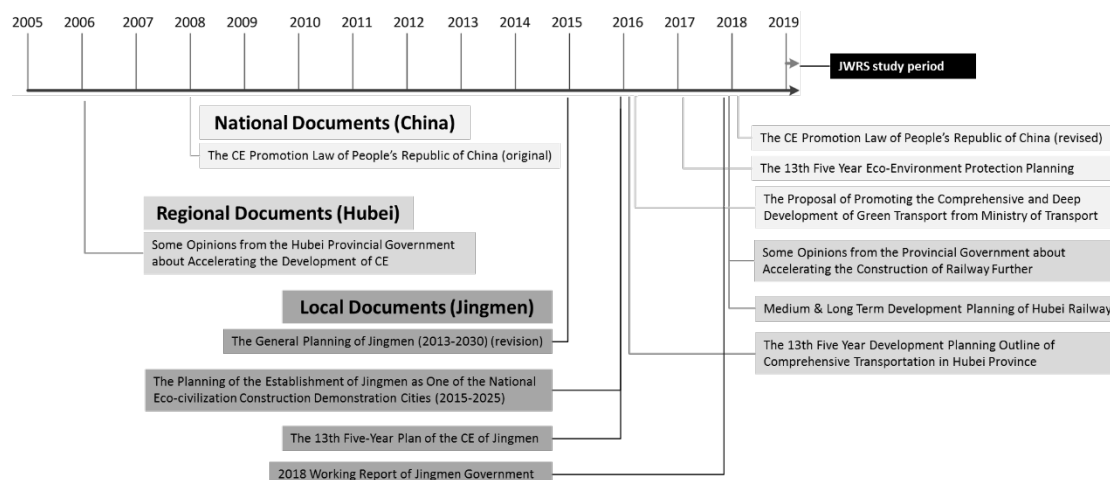 2005 2006 2007 2008 2009 2010 2011 2012 2013 2014 2015 2016 2017 2018 2019
JWRS study period
National Documents (China)
The CE Promotion Law of People's Republic of China (original)
Regional Documents (Hubei)
Some Opinions from the Hubei Provincial Government
about Accelerating the Development of CE
Local Documents (Jingmen)
The General Planning of Jingmen (2013-2030) (revision)
The Planning of the Establishment of Jingmen as One of the National
Eco-civilization Construction Demonstration Cities (2015-2025)
The 13th Five-Year Plan of the CE of Jingmen
2018 Working Report of Jingmen Government
The CE Promotion Law of People's Republic of China (revised)
The 13th Five Year Eco-Environment Protection Planning
The Proposal of Promoting the Comprehensive and Deep
Development of Green Transport from Ministry of Transport
Some Opinions from the Provincial Government about
Accelerating the Construction of Railway Further
Medium & Long Term Development Planning of Hubei Railway
The 13th Five Year Development Planning Outline of
Comprehensive Transportation in Hubei Province